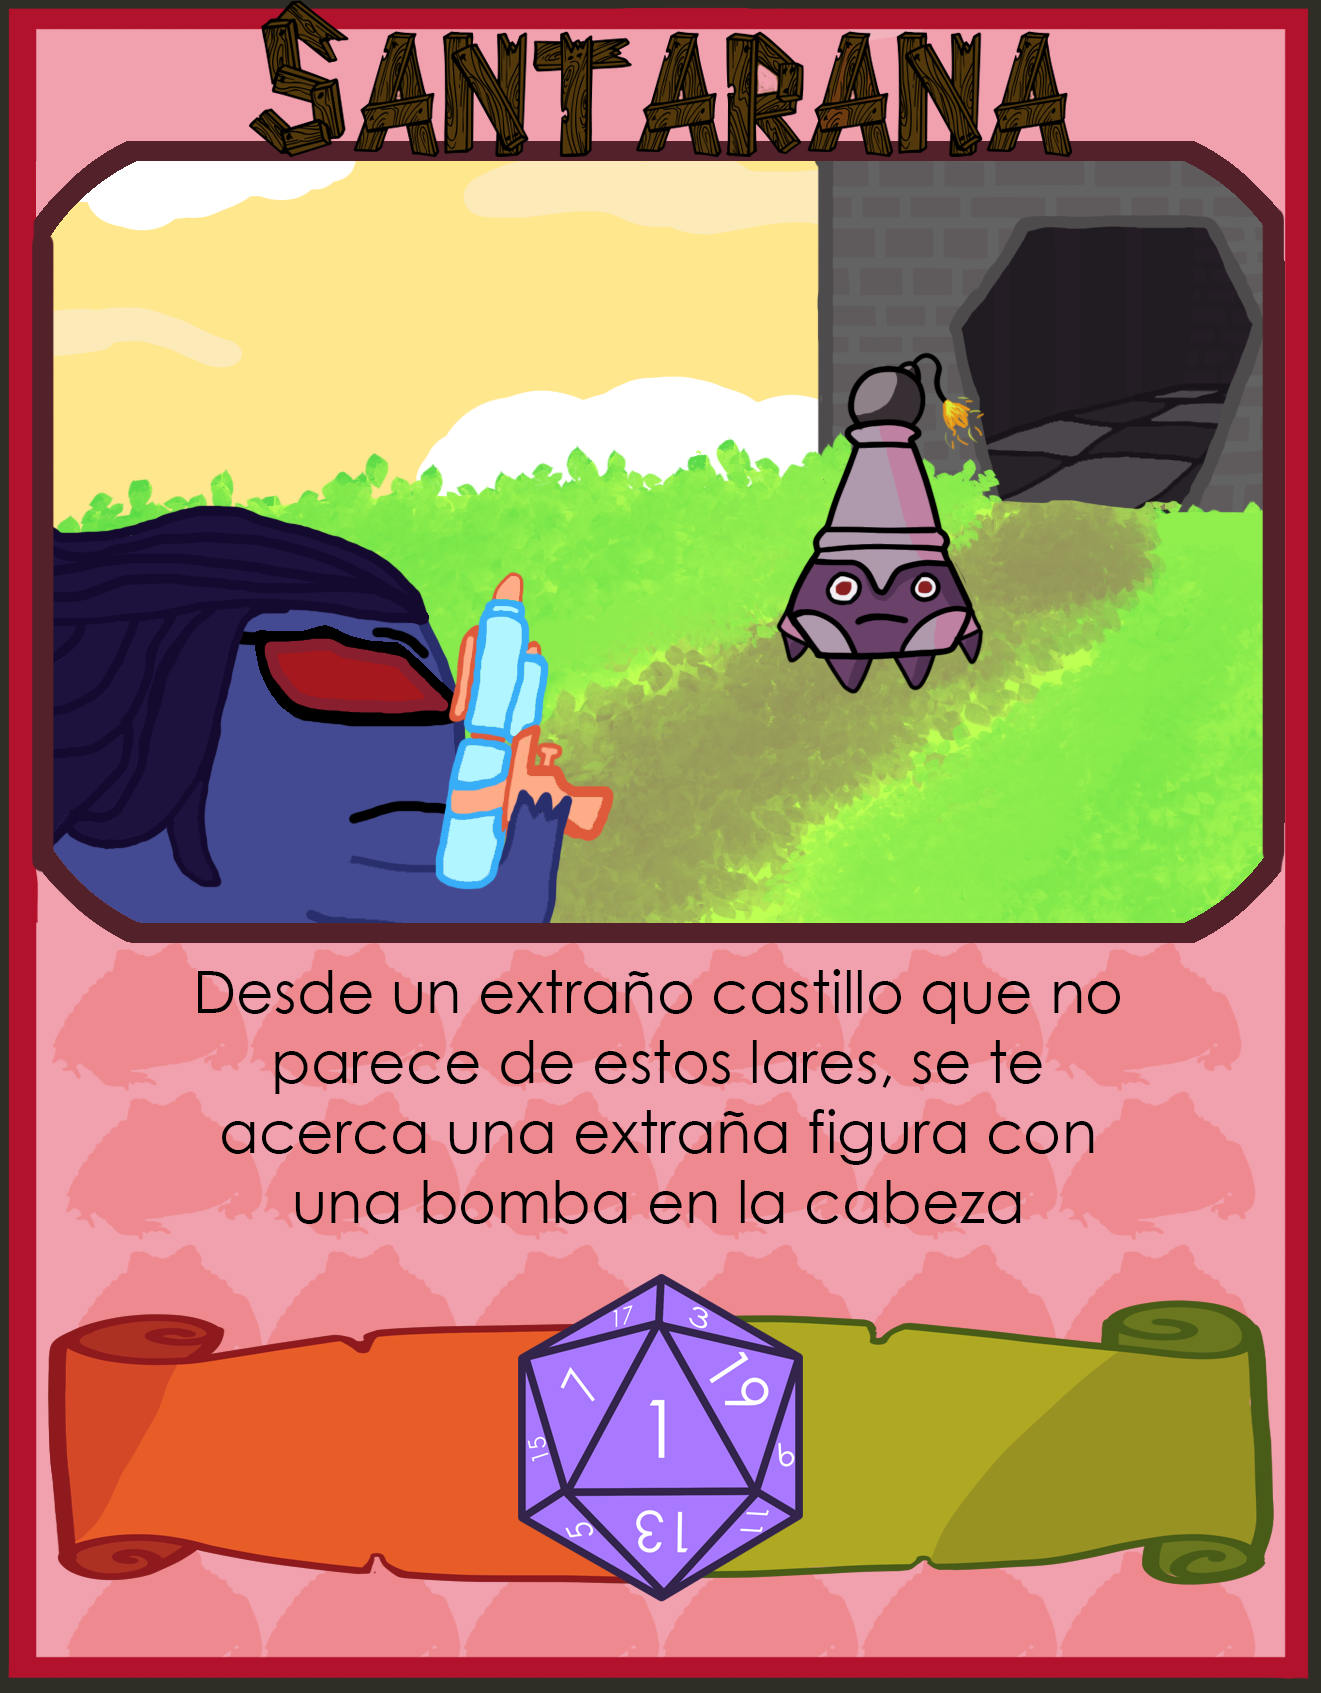 SANTARANA
Desde un extraño castillo que no
parece de estos lares, se te
acerca una extraña figura con
una bomba en la cabeza
17 3
7 19
1
15 9
5 13 11